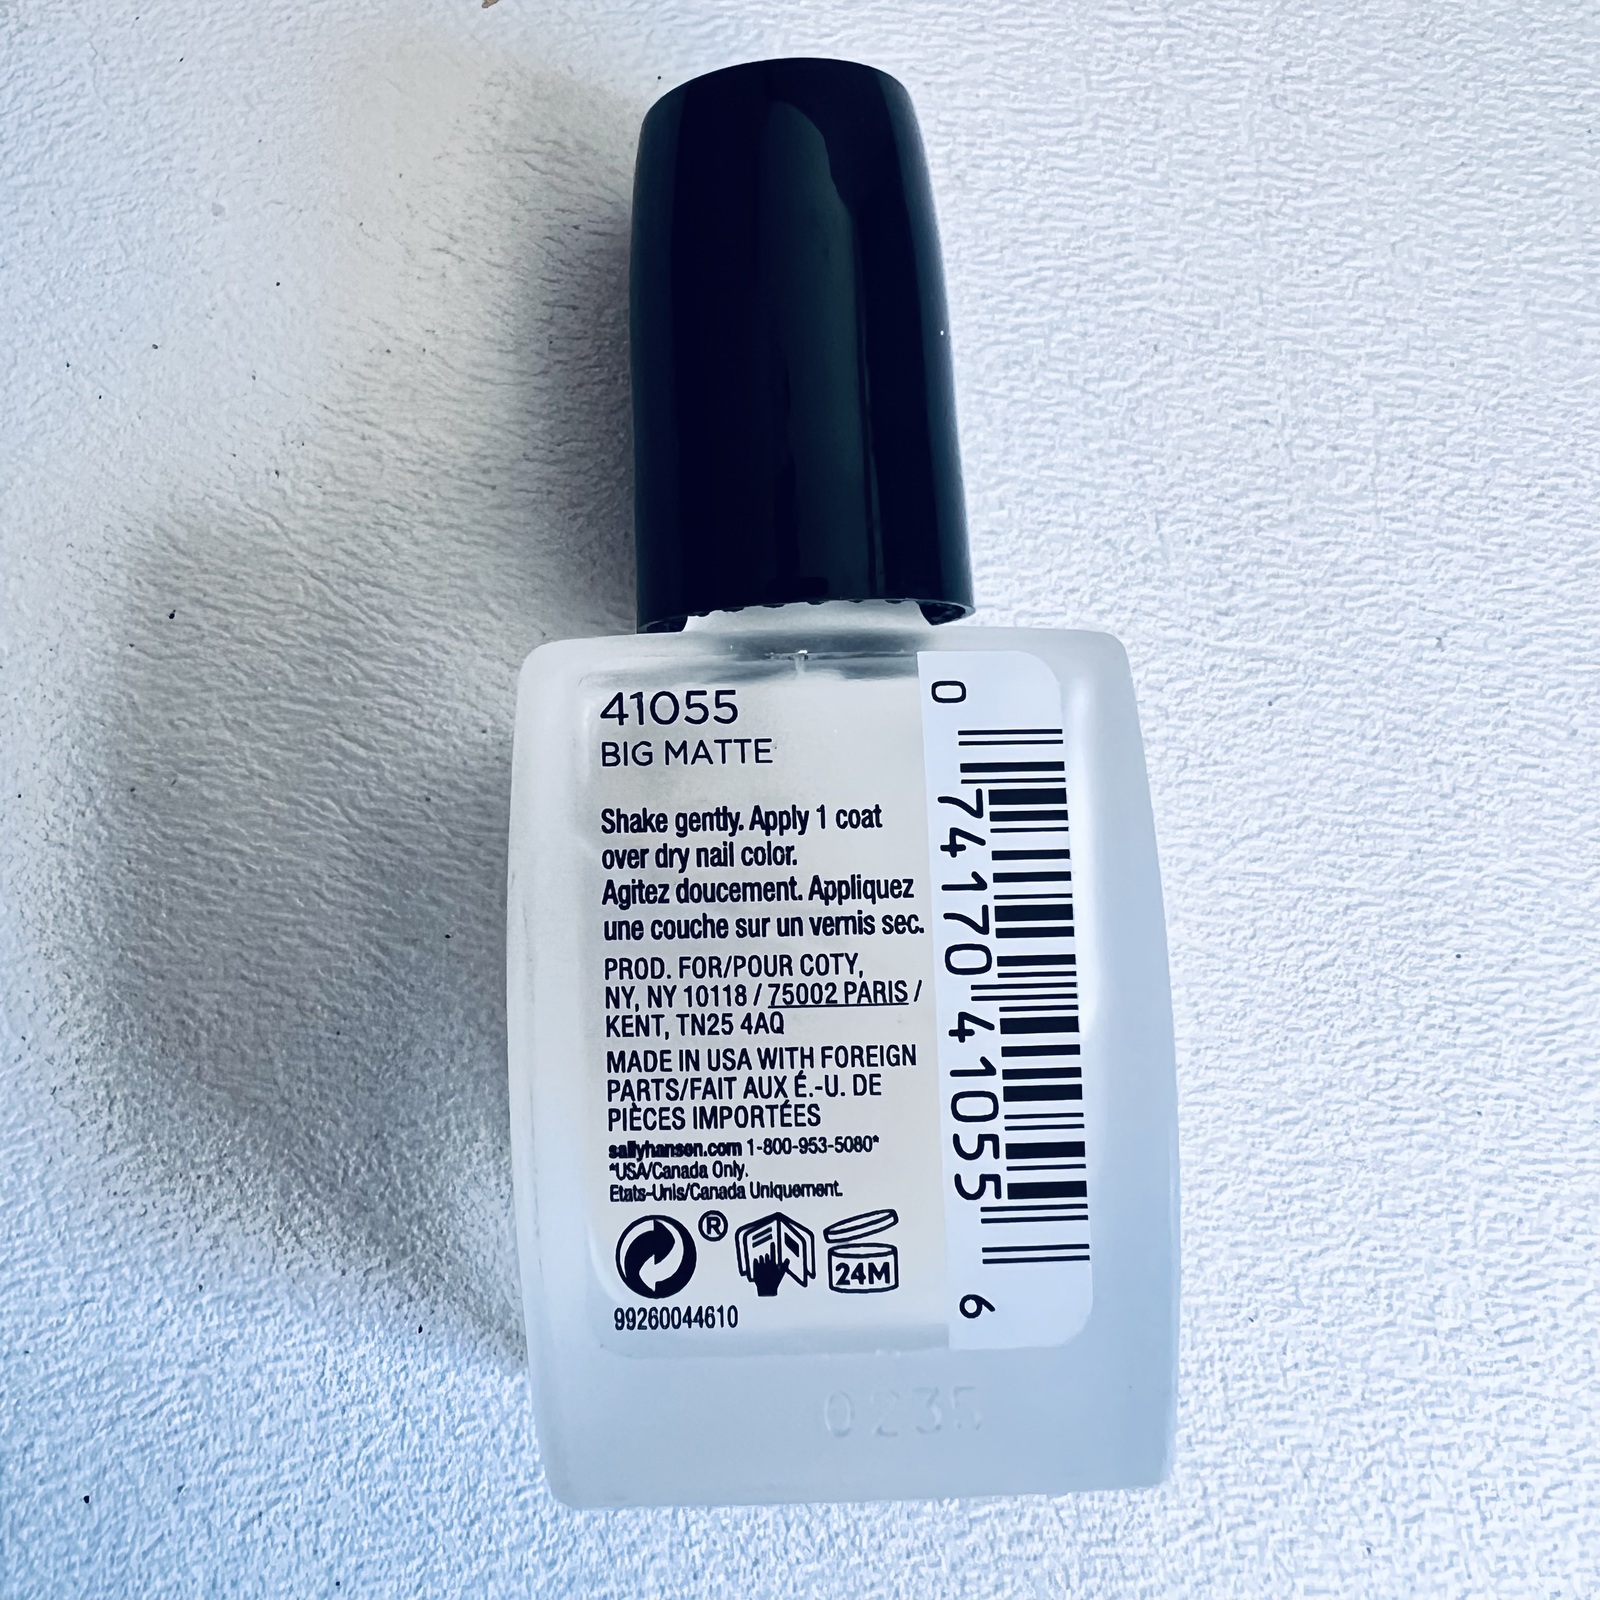 41055
BIG MATTE
Shake gently. Apply 1 coat
over dry nail color.
Agitez doucement. Appliquez
une couche sur un vernis sec.
PROD. FOR/POUR COTY,
NY, NY 10118 / 75002 PARIS /
KENT, TN25 4AQ
MADE IN USA WITH FOREIGN
PARTS/FAIT AUX É.-U. DE
PIÈCES IMPORTÉES
sallyhansen.com 1-800-953-5080*
*USA/Canada Only.
Etats-Unis/Canada Uniquement.
®
24M
99260044610
0 74170 41055 6
0235